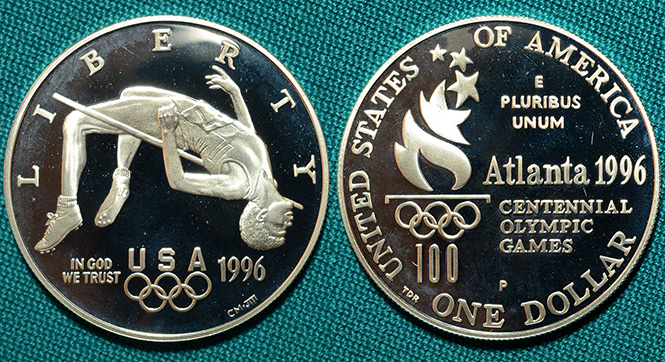 LIBERTY
IN GOD
WE TRUST
USA
1996
UNITED STATES OF AMERICA
E
PLURIBUS
UNUM
Atlanta 1996
CENTENNIAL
OLYMPIC
GAMES
100
P
TDR
ONE DOLLAR